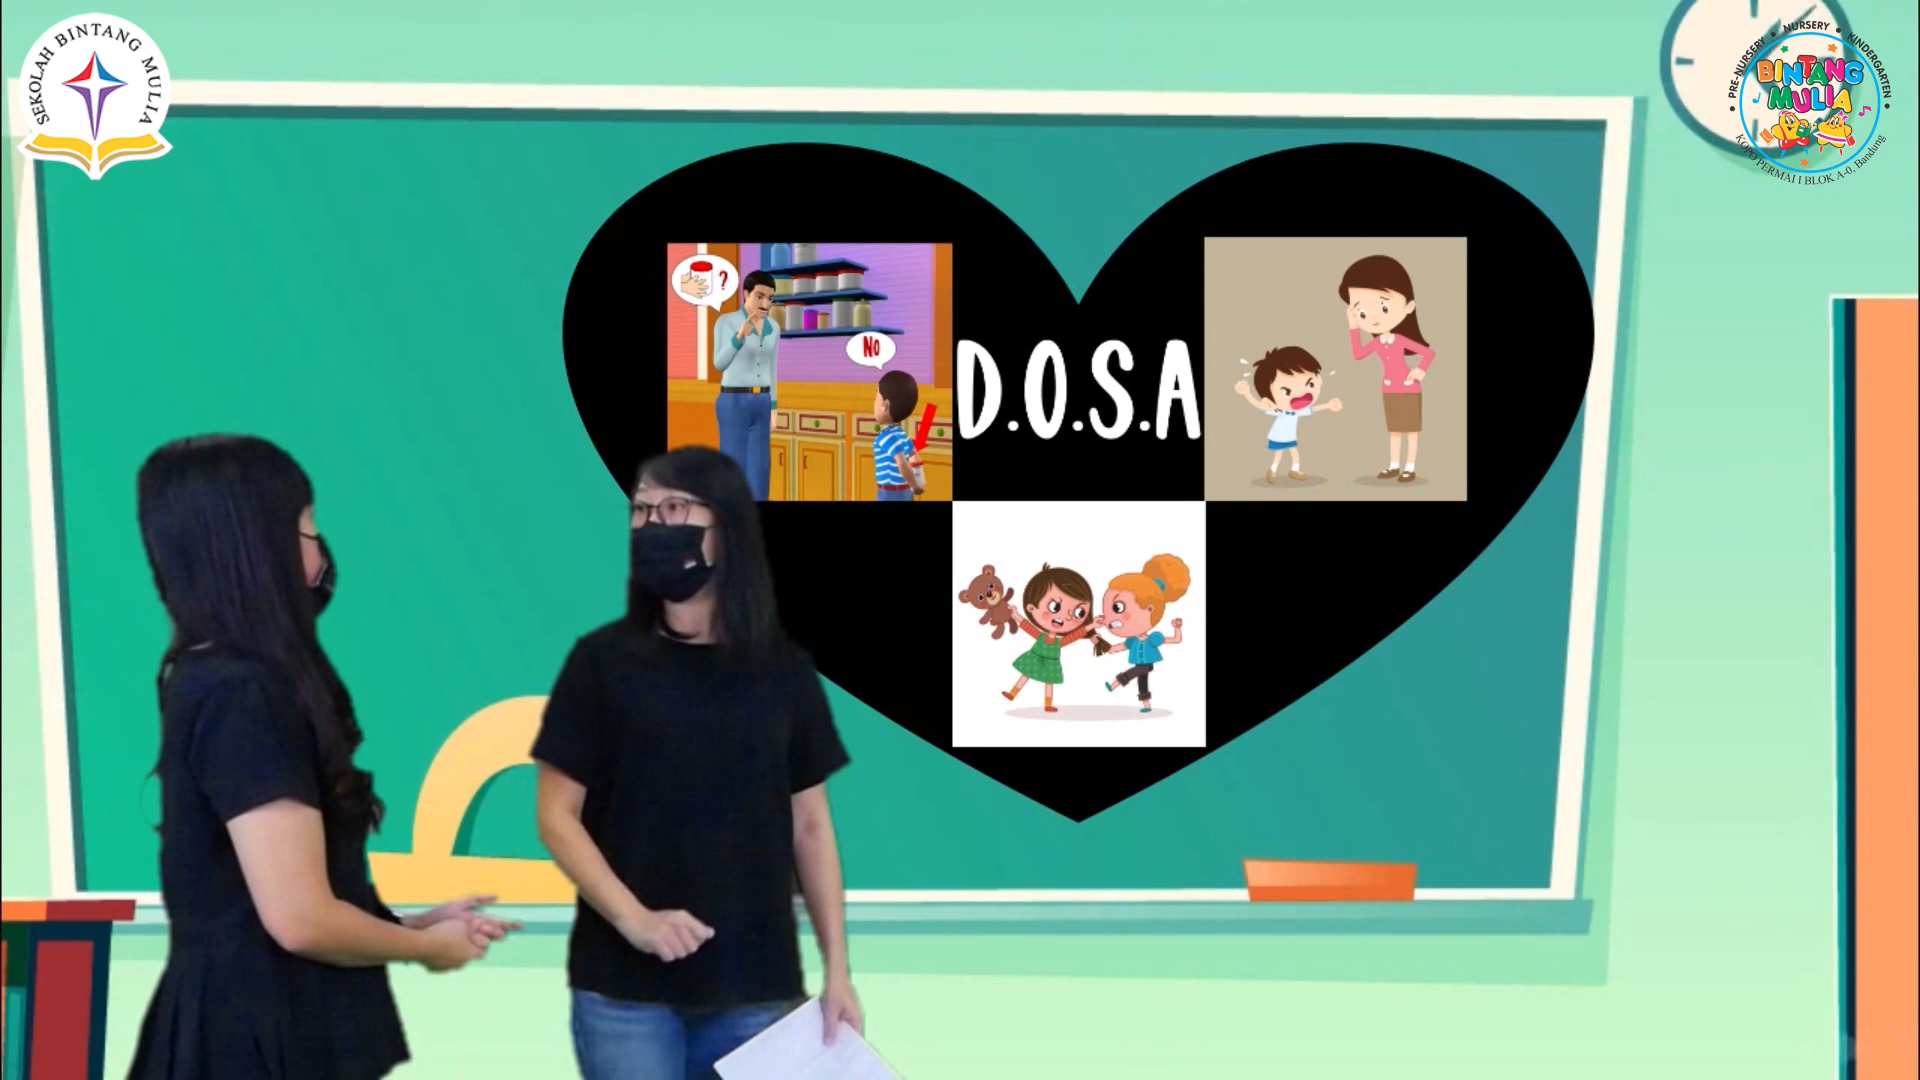 SEKOLAH BINTANG MULIA
• PRE-NURSERY • NURSERY • KINDERGARTEN •
BINTANG
MULIA
KOPO PERMAI I BLOK A-0, Bandung
?
NO
D.O.S.A